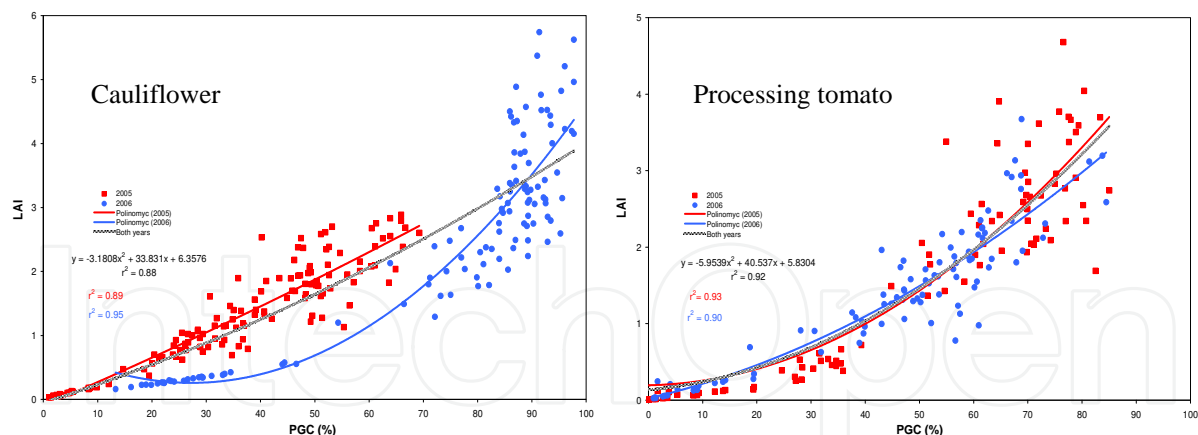 6
5
4
3
2
1
0
LAI
Cauliflower
2005
2006
Polinomyc (2005)
Polinomyc (2006)
Both years
y = -3.1808x² + 33.831x + 6.3576
r² = 0.88
r² = 0.89
r² = 0.95
0 10 20 30 40 50 60 70 80 90 100
PGC (%)
5
4
3
2
1
0
LAI
Processing tomato
2005
2006
Polinomyc (2005)
Polinomyc (2006)
Both years
y = -5.9539x² + 40.537x + 5.8304
r² = 0.92
r² = 0.93
r² = 0.90
0 10 20 30 40 50 60 70 80 90 100
PGC (%)
IntechOpen